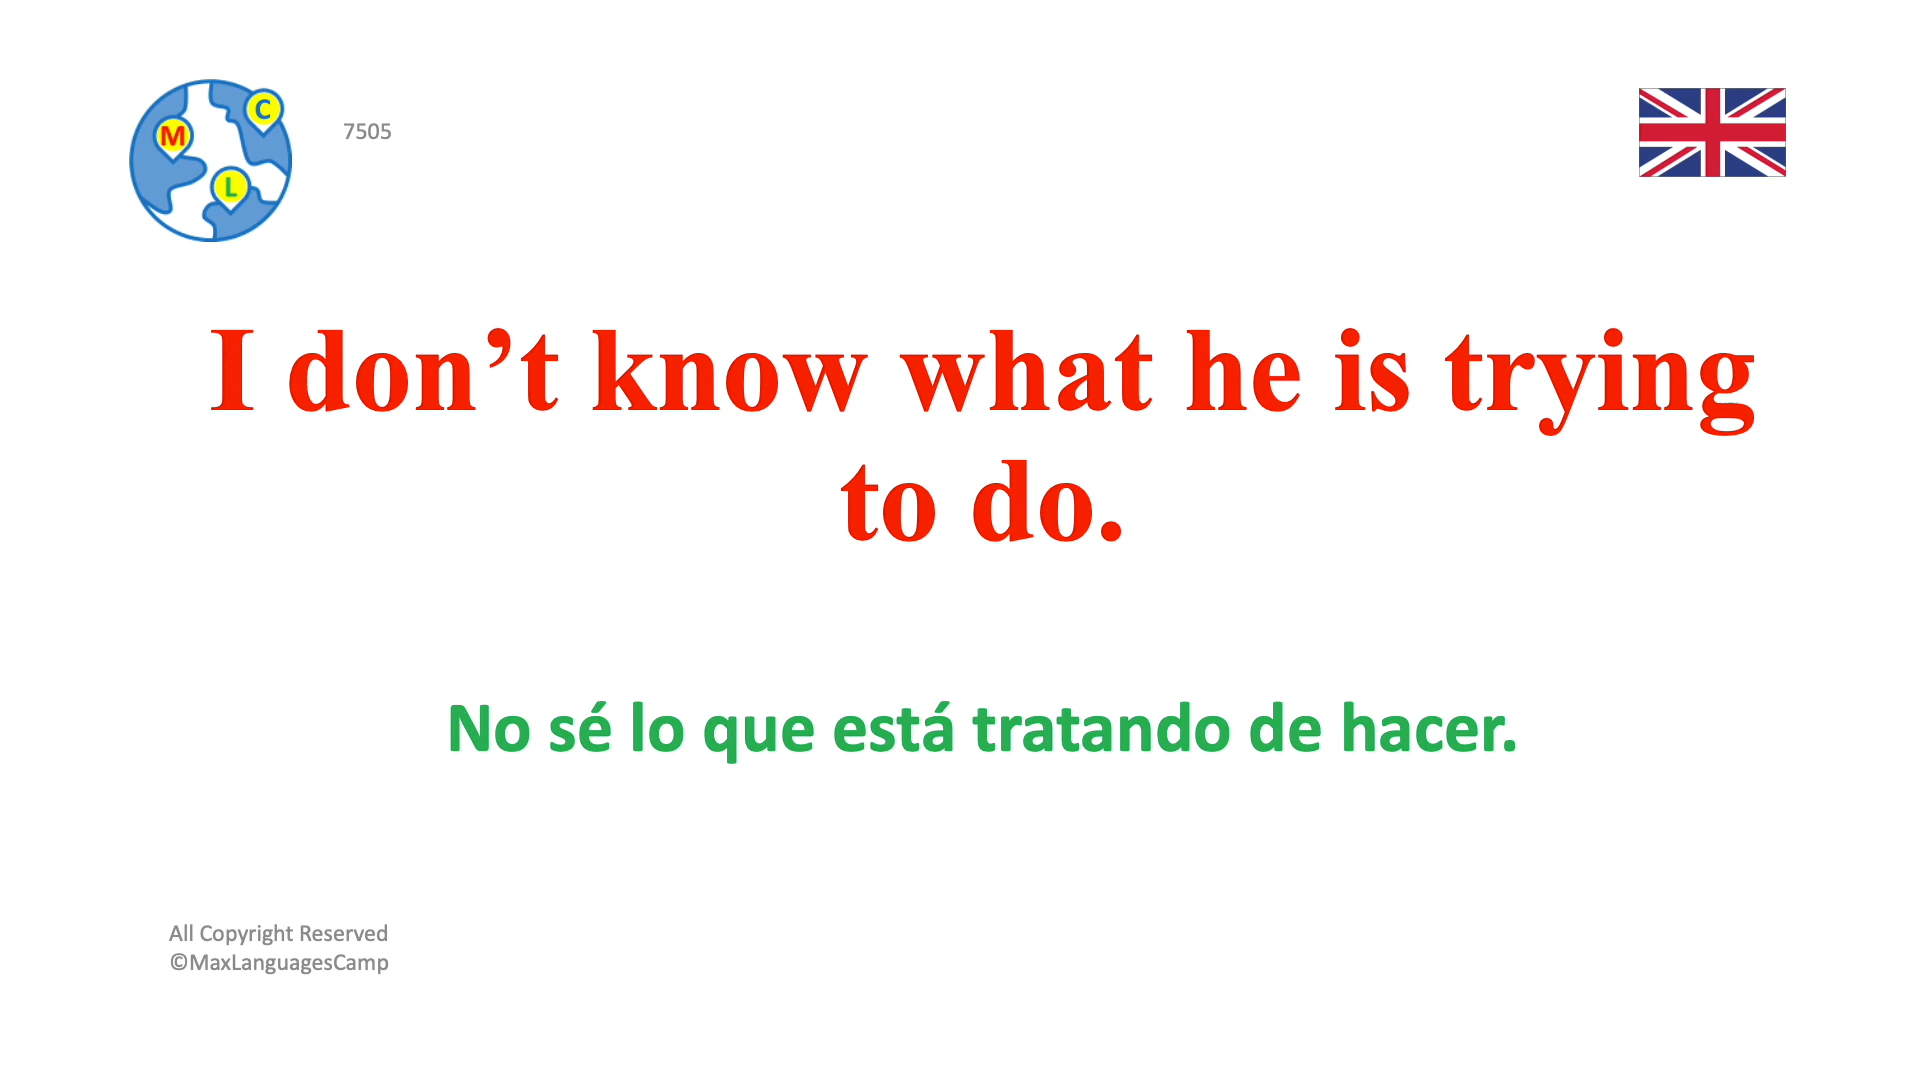 M
C
L
7505
I don’t know what he is trying
to do.
No sé lo que está tratando de hacer.
All Copyright Reserved
©MaxLanguagesCamp